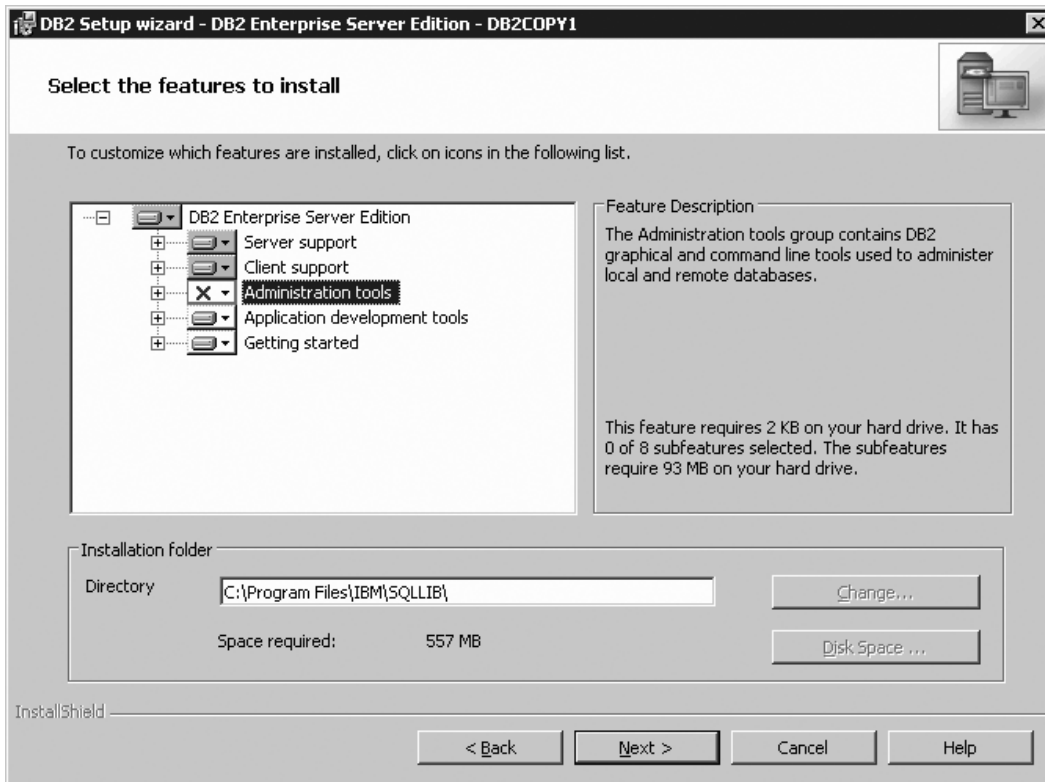 DB2 Setup wizard - DB2 Enterprise Server Edition - DB2COPY1
Select the features to install
To customize which features are installed, click on icons in the following list.
DB2 Enterprise Server Edition
Server support
Client support
Administration tools
Application development tools
Getting started
Feature Description
The Administration tools group contains DB2
graphical and command line tools used to administer
local and remote databases.
This feature requires 2 KB on your hard drive. It has
0 of 8 subfeatures selected. The subfeatures
require 93 MB on your hard drive.
Installation folder
Directory
C:\Program Files\IBM\SQLLIB\
Change...
Space required: 557 MB
Disk Space ...
InstallShield
< Back
Next >
Cancel
Help